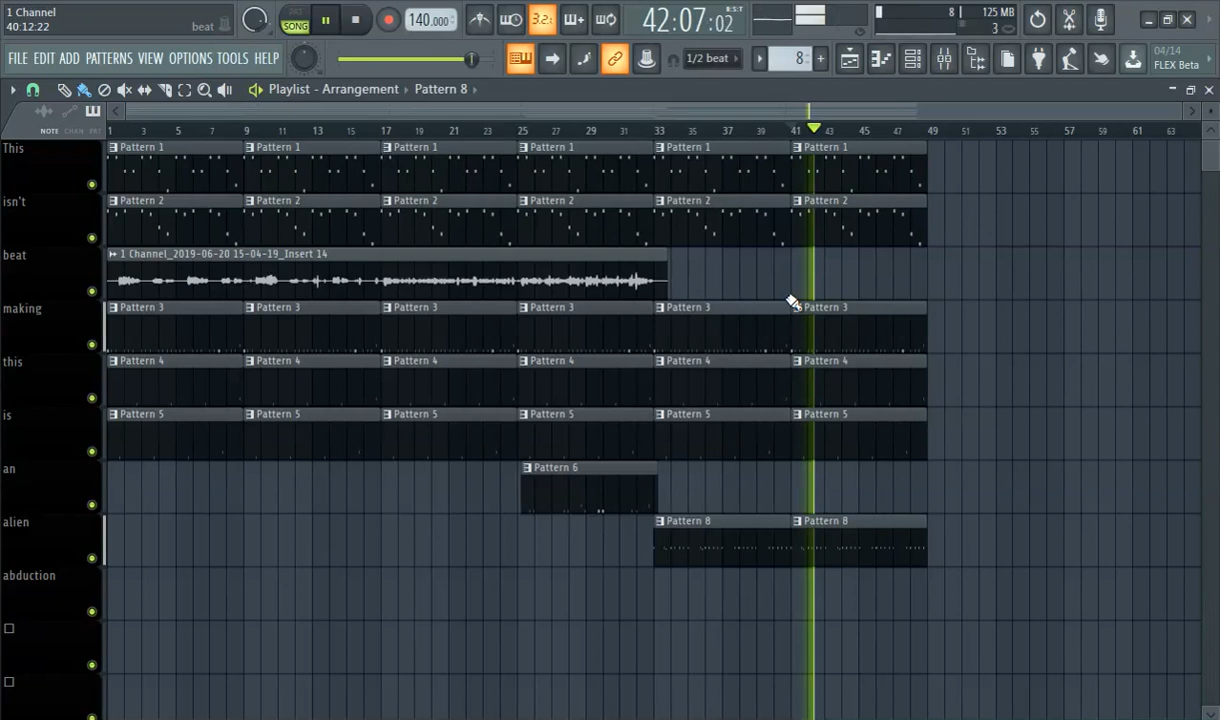 1 Channel
40:12:22 beat
PAT
SONG
140.000
3.2.
42:07:02
B:S:T
8
125 MB
3
FILE EDIT ADD PATTERNS VIEW OPTIONS TOOLS HELP
1/2 beat
8
04/14
FLEX Beta
Playlist - Arrangement Pattern 8
NOTE CHAN PAT
1 3 5 7 9 11 13 15 17 19 21 23 25 27 29 31 33 35 37 39 41 43 45 47 49 51 53 55 57 59 61 63
This
Pattern 1 Pattern 1 Pattern 1 Pattern 1 Pattern 1 Pattern 1
isn't
Pattern 2 Pattern 2 Pattern 2 Pattern 2 Pattern 2 Pattern 2
beat
1 Channel_2019-06-20 15-04-19_Insert 14
making
Pattern 3 Pattern 3 Pattern 3 Pattern 3 Pattern 3 Pattern 3
this
Pattern 4 Pattern 4 Pattern 4 Pattern 4 Pattern 4 Pattern 4
is
Pattern 5 Pattern 5 Pattern 5 Pattern 5 Pattern 5 Pattern 5
an
Pattern 6
alien
Pattern 8 Pattern 8
abduction